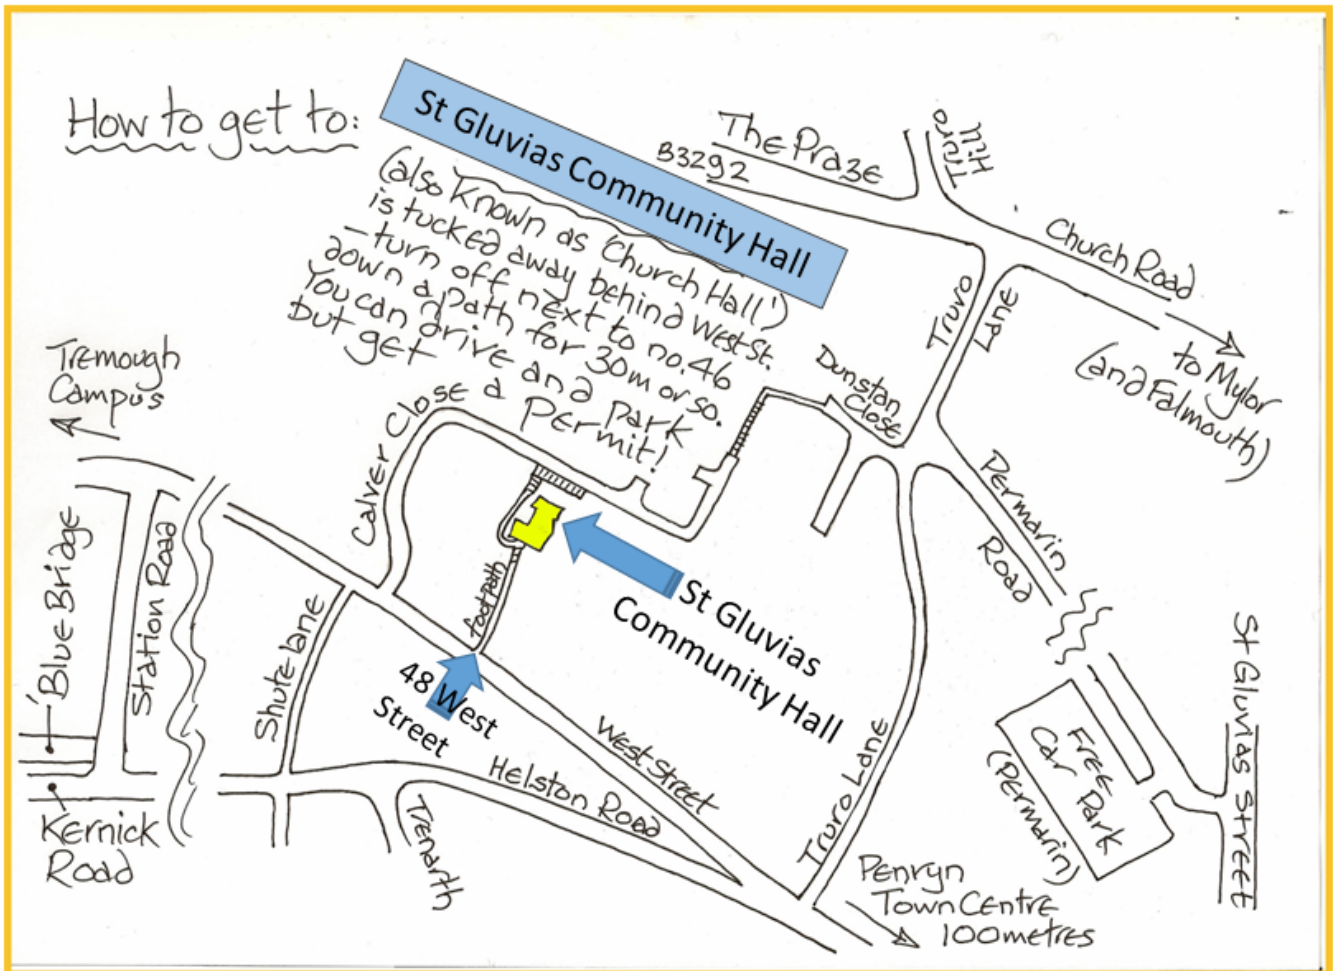 How to get to:
St Gluvias Community Hall
(also known as 'Church Hall')
is tucked away behind West St.
- turn off next to no. 46
down a path for 30m or so.
You can drive and park
but get a permit!
The Praze
B3292
Truro
Hill
Church Road
to Mylor
(and Falmouth)
Truro
Lane
Dunstan
Close
Permarin
Road
Tremough
Campus
Calver Close
Blue Bridge
Station Road
Shute lane
footpath
St Gluvias
Community Hall
48 West
Street
West Street
Helston Road
Trenarth
Truro Lane
Kernick
Road
Free
Car Park
(Permarin)
St Gluvias Street
Penryn
Town Centre
100 metres